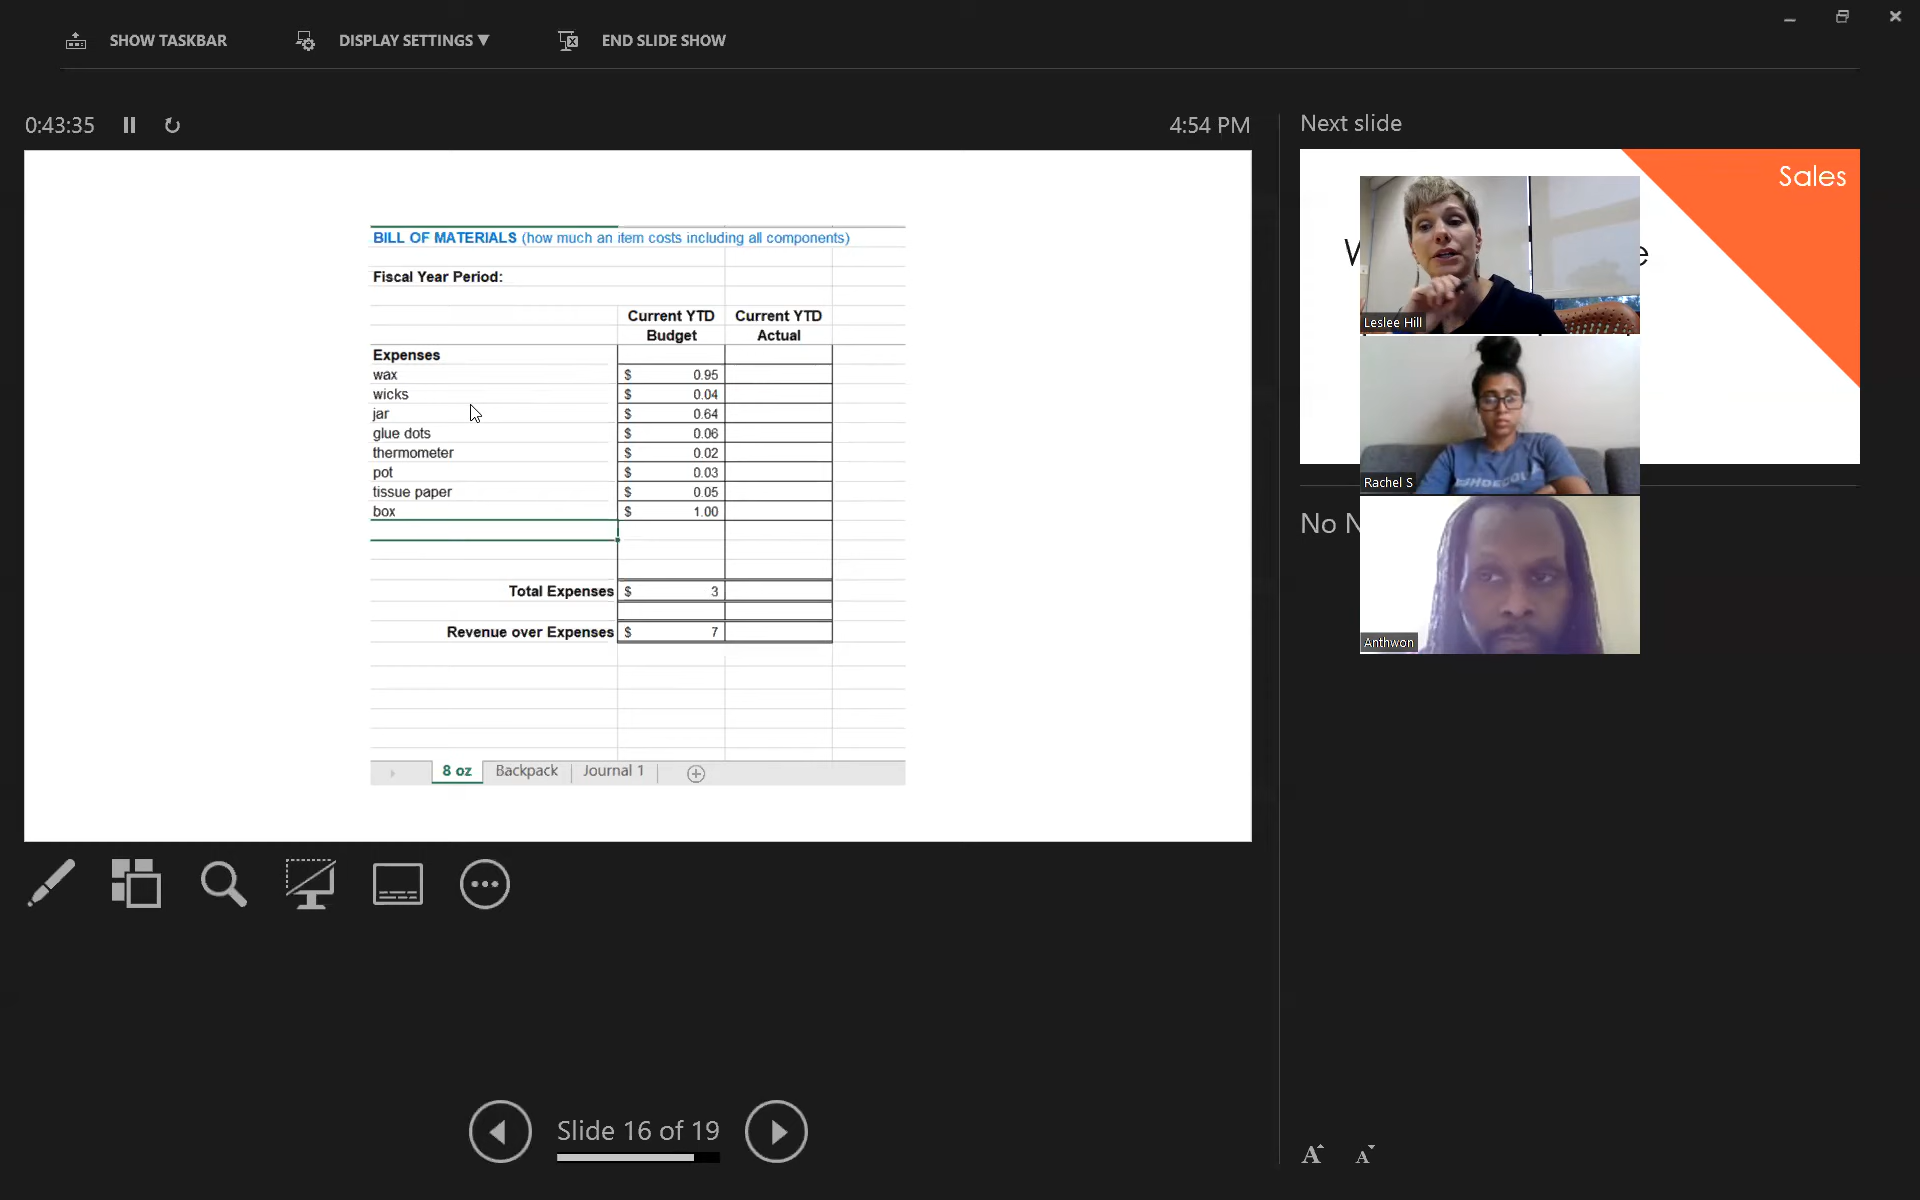 SHOW TASKBAR DISPLAY SETTINGS ▼ END SLIDE SHOW
0:43:35 4:54 PM
BILL OF MATERIALS (how much an item costs including all components)
Fiscal Year Period:
Current YTD Current YTD
Budget Actual
Expenses
wax $ 0.95
wicks $ 0.04
jar $ 0.64
glue dots $ 0.06
thermometer $ 0.02
pot $ 0.03
tissue paper $ 0.05
box $ 1.00
Total Expenses $ 3
Revenue over Expenses $ 7
8 oz Backpack Journal 1
Slide 16 of 19
Next slide
Sales
Leslee Hill
Rachel S
No
Anthwon
A A